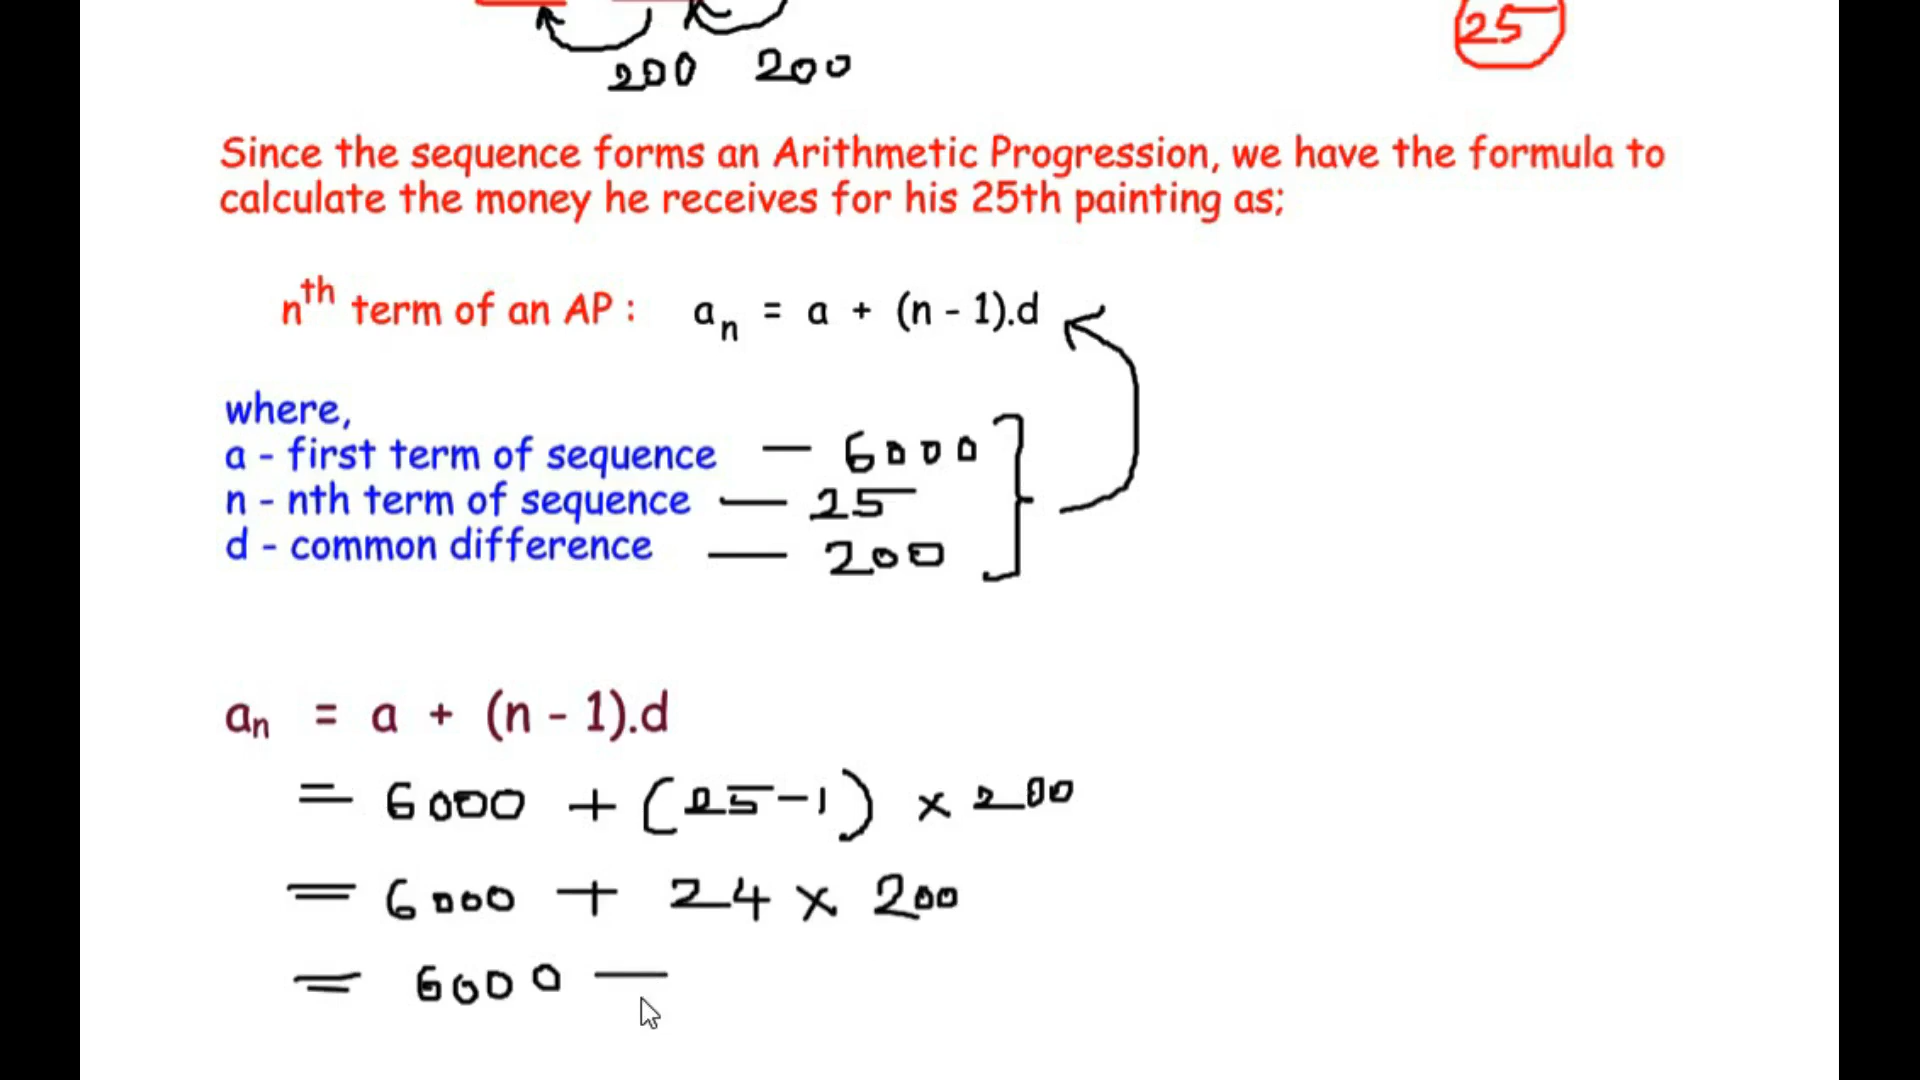 25
200 200
Since the sequence forms an Arithmetic Progression, we have the formula to
calculate the money he receives for his 25th painting as;
nth term of an AP : an = a + (n - 1).d
where,
a - first term of sequence — 6000
n - nth term of sequence — 25
d - common difference — 200
an = a + (n - 1).d
= 6000 + (25-1) × 200
= 6000 + 24 × 200
= 6000 —